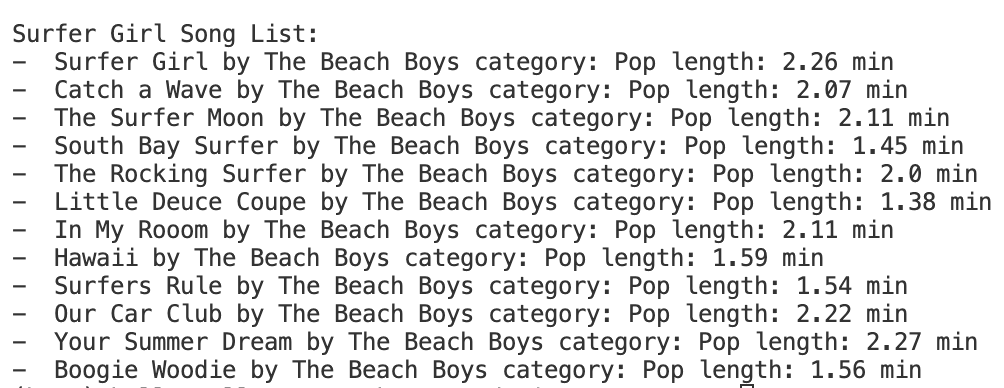 Surfer Girl Song List:
-  Surfer Girl by The Beach Boys category: Pop length: 2.26 min
-  Catch a Wave by The Beach Boys category: Pop length: 2.07 min
-  The Surfer Moon by The Beach Boys category: Pop length: 2.11 min
-  South Bay Surfer by The Beach Boys category: Pop length: 1.45 min
-  The Rocking Surfer by The Beach Boys category: Pop length: 2.0 min
-  Little Deuce Coupe by The Beach Boys category: Pop length: 1.38 min
-  In My Rooom by The Beach Boys category: Pop length: 2.11 min
-  Hawaii by The Beach Boys category: Pop length: 1.59 min
-  Surfers Rule by The Beach Boys category: Pop length: 1.54 min
-  Our Car Club by The Beach Boys category: Pop length: 2.22 min
-  Your Summer Dream by The Beach Boys category: Pop length: 2.27 min
-  Boogie Woodie by The Beach Boys category: Pop length: 1.56 min